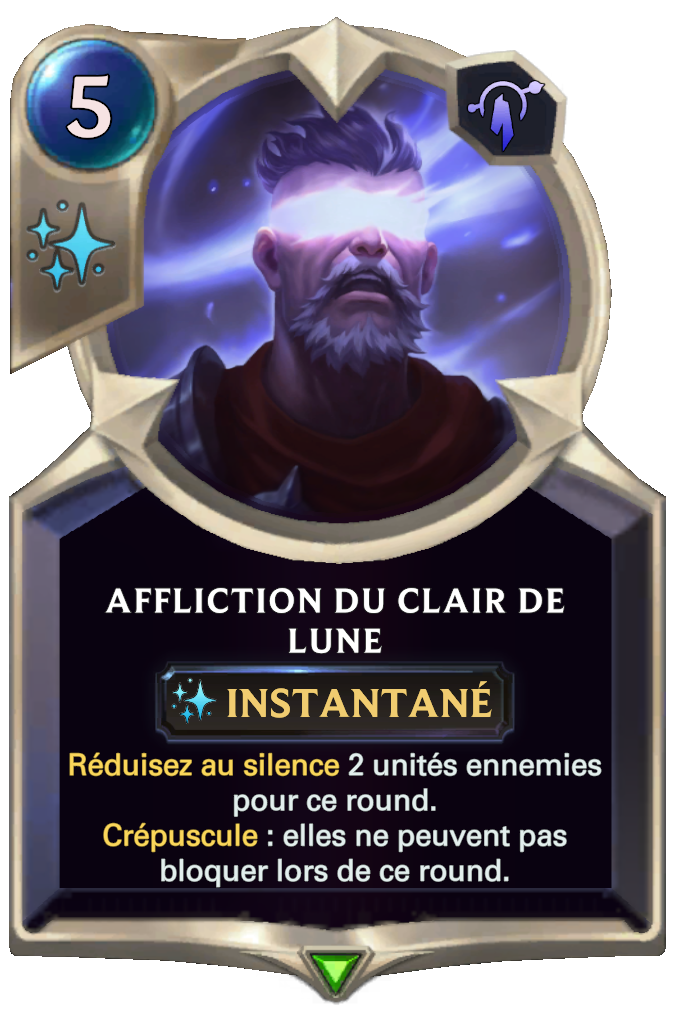 5
AFFLICTION DU CLAIR DE
LUNE
INSTANTANÉ
Réduisez au silence 2 unités ennemies
pour ce round.
Crépuscule : elles ne peuvent pas
bloquer lors de ce round.